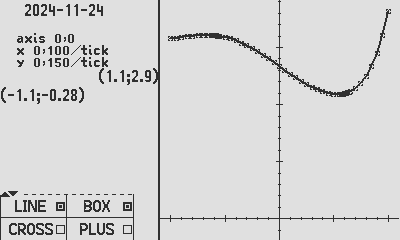 2024-11-24
axis 0;0
x 0;100/tick
y 0;150/tick
(1.1;2.9)
(-1.1;-0.28)
LINE BOX
CROSS PLUS